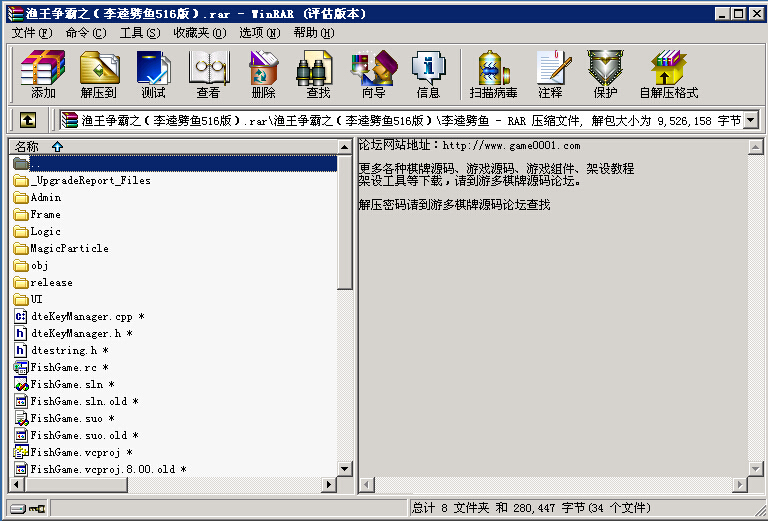 渔王争霸之(李逵劈鱼516版).rar - WinRAR (评估版本)
文件(F) 命令(C) 工具(S) 收藏夹(O) 选项(N) 帮助(H)
添加 解压到 测试 查看 删除 查找 向导 信息 扫描病毒 注释 保护 自解压格式
渔王争霸之(李逵劈鱼516版).rar\渔王争霸之(李逵劈鱼516版)\李逵劈鱼 - RAR 压缩文件, 解包大小为 9,526,158 字节
名称
..
_UpgradeReport_Files
Admin
Frame
Logic
MagicParticle
obj
release
UI
dteKeyManager.cpp *
dteKeyManager.h *
dtestring.h *
FishGame.rc *
FishGame.sln *
FishGame.sln.old *
FishGame.suo *
FishGame.suo.old *
FishGame.vcproj *
FishGame.vcproj.8.00.old *
论坛网站地址：http://www.game0001.com
更多各种棋牌源码、游戏源码、游戏组件、架设教程
架设工具等下载，请到游多棋牌源码论坛。
解压密码请到游多棋牌源码论坛查找
总计 8 文件夹 和 280,447 字节(34 个文件)